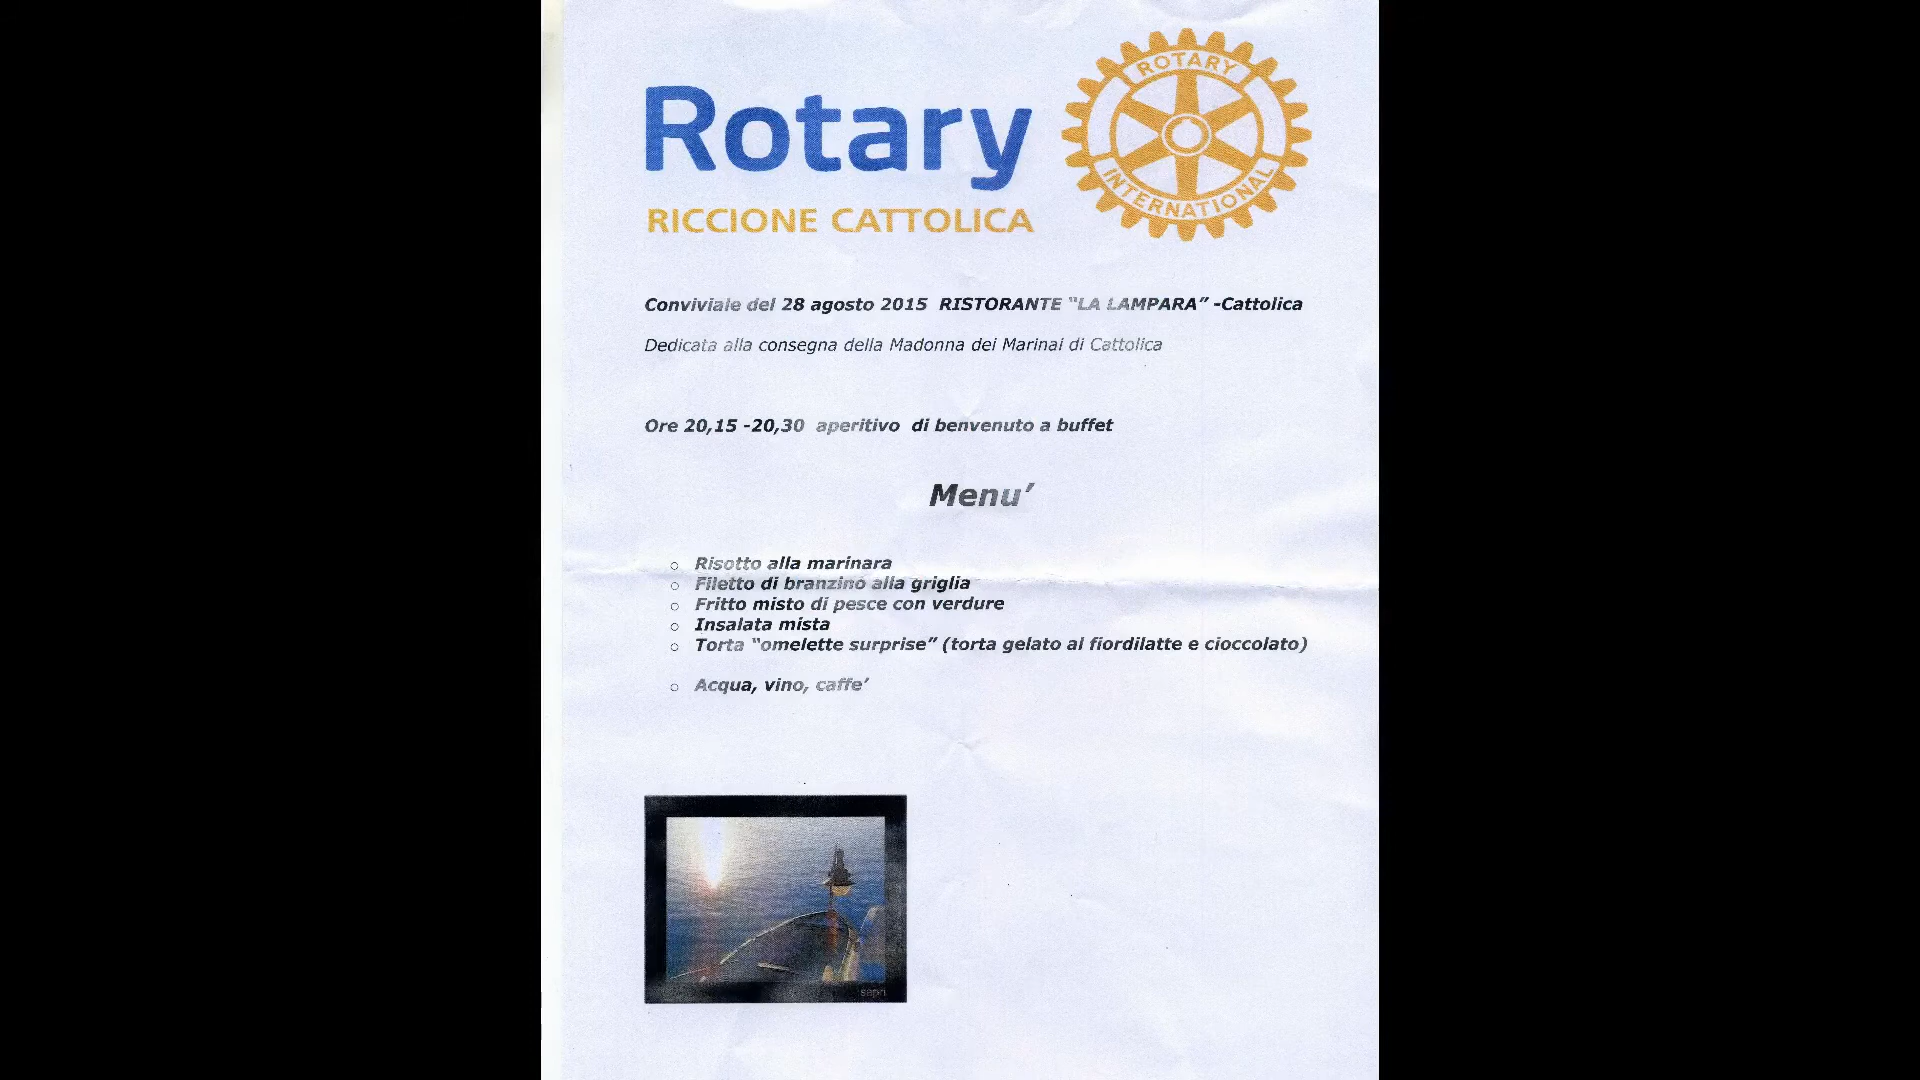 ROTARY
INTERNATIONAL
Rotary
RICCIONE CATTOLICA
Conviviale del 28 agosto 2015 RISTORANTE "LA LAMPARA" -Cattolica
Dedicata alla consegna della Madonna dei Marinai di Cattolica
Ore 20,15 -20,30 aperitivo di benvenuto a buffet
Menu'
○ Risotto alla marinara
○ Filetto di branzino alla griglia
○ Fritto misto di pesce con verdure
○ Insalata mista
○ Torta "omelette surprise" (torta gelato al fiordilatte e cioccolato)
○ Acqua, vino, caffe'